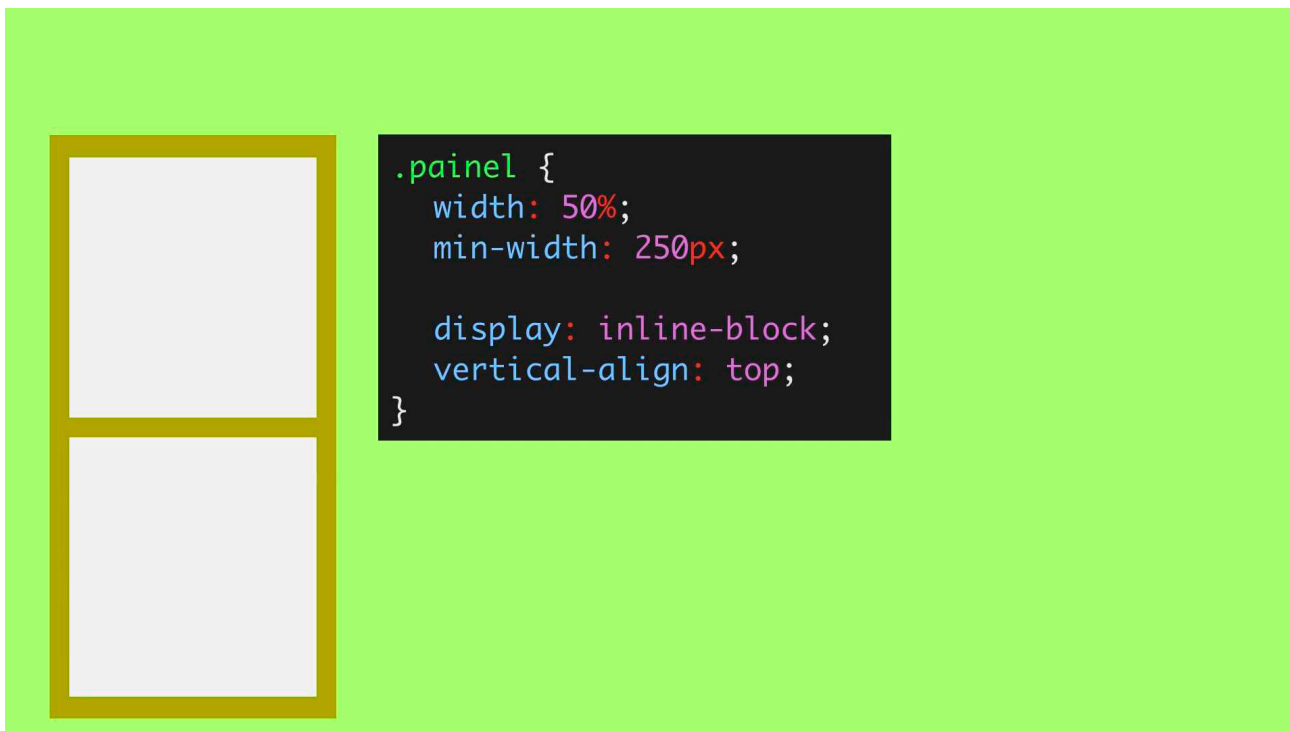 .painel {
width: 50%;
min-width: 250px;
display: inline-block;
vertical-align: top;
}